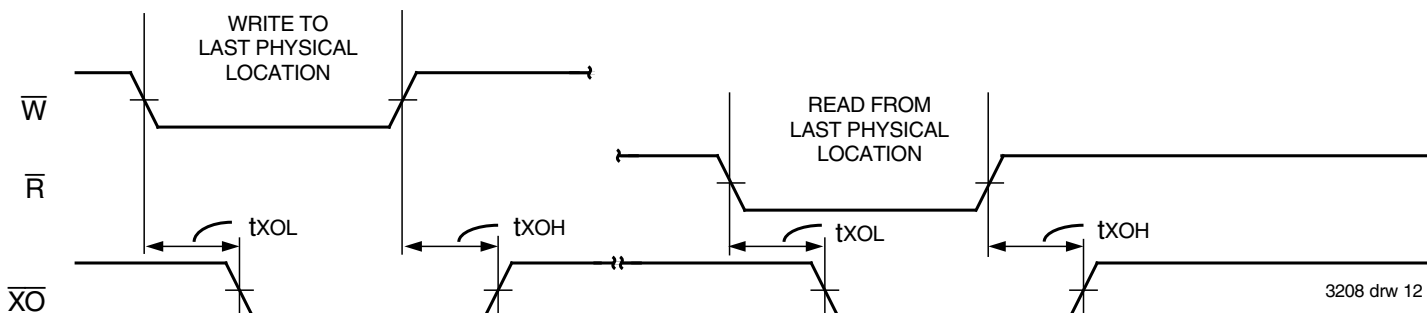 WRITE TO
LAST PHYSICAL
LOCATION
W
READ FROM
LAST PHYSICAL
LOCATION
R
tXOL
tXOH
tXOL
tXOH
XO
3208 drw 12